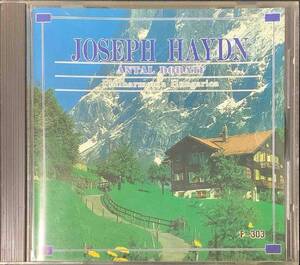 JOSEPH HAYDN
ANTAL DORATI
Philharmonia Hungarica
F 303